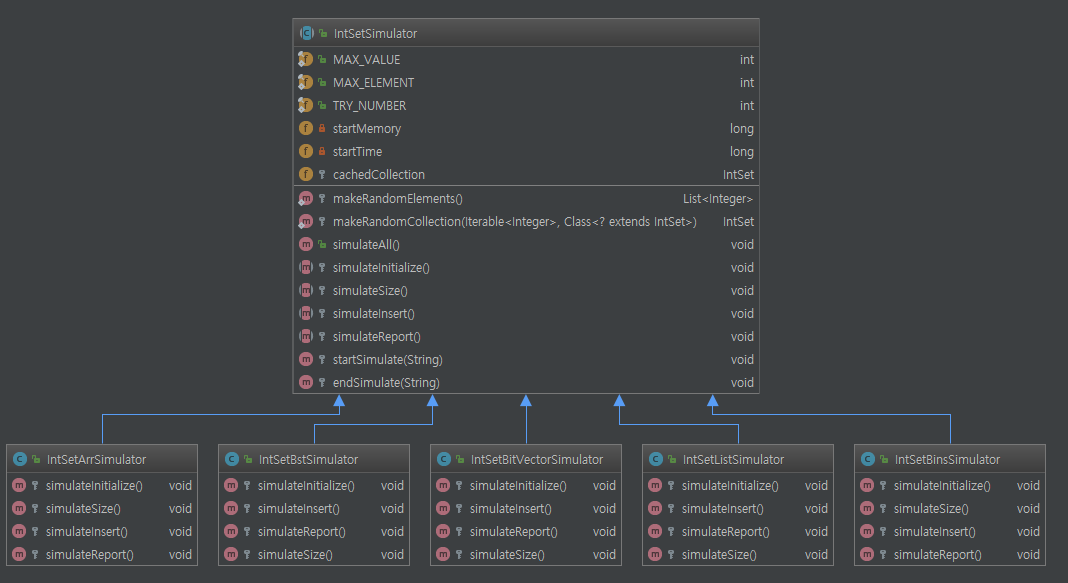 IntSetSimulator
MAX_VALUE int
MAX_ELEMENT int
TRY_NUMBER int
startMemory long
startTime long
cachedCollection IntSet
makeRandomElements() List<Integer>
makeRandomCollection(Iterable<Integer>, Class<? extends IntSet>) IntSet
simulateAll() void
simulateInitialize() void
simulateSize() void
simulateInsert() void
simulateReport() void
startSimulate(String) void
endSimulate(String) void
IntSetArrSimulator
simulateInitialize() void
simulateSize() void
simulateInsert() void
simulateReport() void
IntSetBstSimulator
simulateInitialize() void
simulateInsert() void
simulateReport() void
simulateSize() void
IntSetBitVectorSimulator
simulateInitialize() void
simulateInsert() void
simulateReport() void
simulateSize() void
IntSetListSimulator
simulateInitialize() void
simulateInsert() void
simulateReport() void
simulateSize() void
IntSetBinsSimulator
simulateInitialize() void
simulateSize() void
simulateInsert() void
simulateReport() void